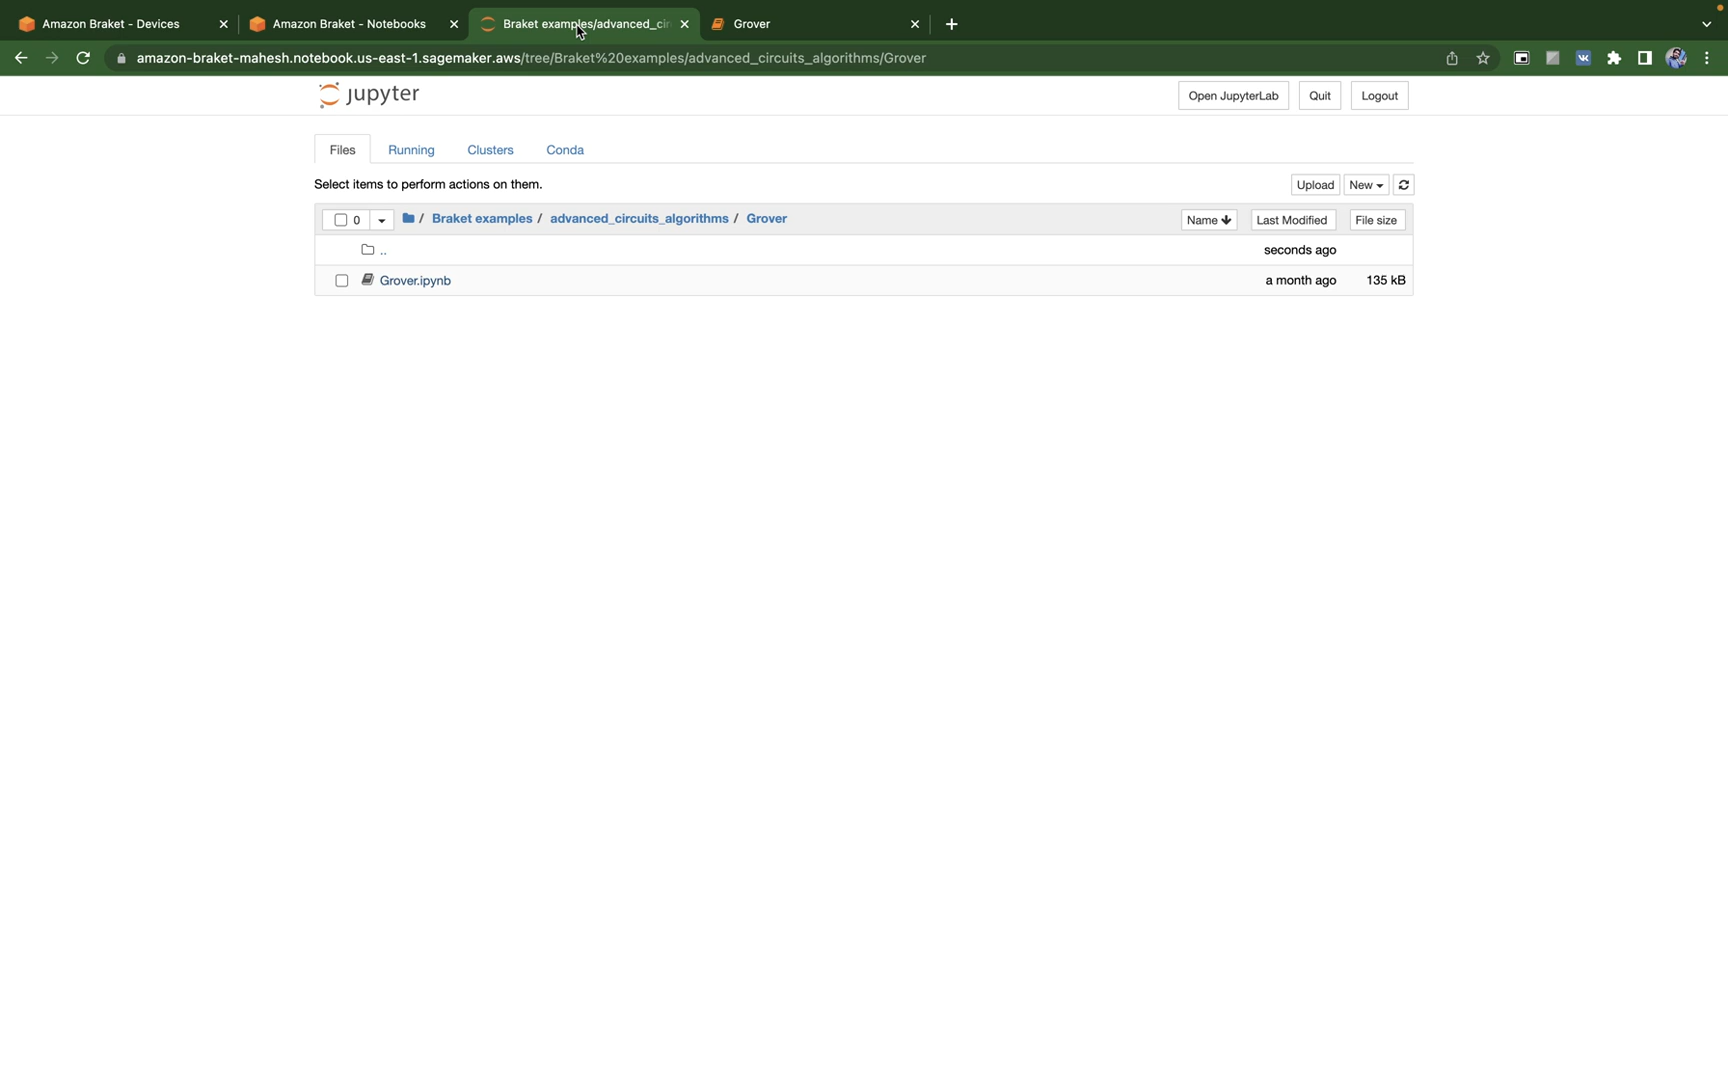 Amazon Braket - Devices
Amazon Braket - Notebooks
Braket examples/advanced_cir
Grover
amazon-braket-mahesh.notebook.us-east-1.sagemaker.aws/tree/Braket%20examples/advanced_circuits_algorithms/Grover
jupyter
Open JupyterLab
Quit
Logout
Files
Running
Clusters
Conda
Select items to perform actions on them.
Upload
New
0
/ Braket examples / advanced_circuits_algorithms / Grover
Name
Last Modified
File size
..
seconds ago
Grover.ipynb
a month ago
135 kB